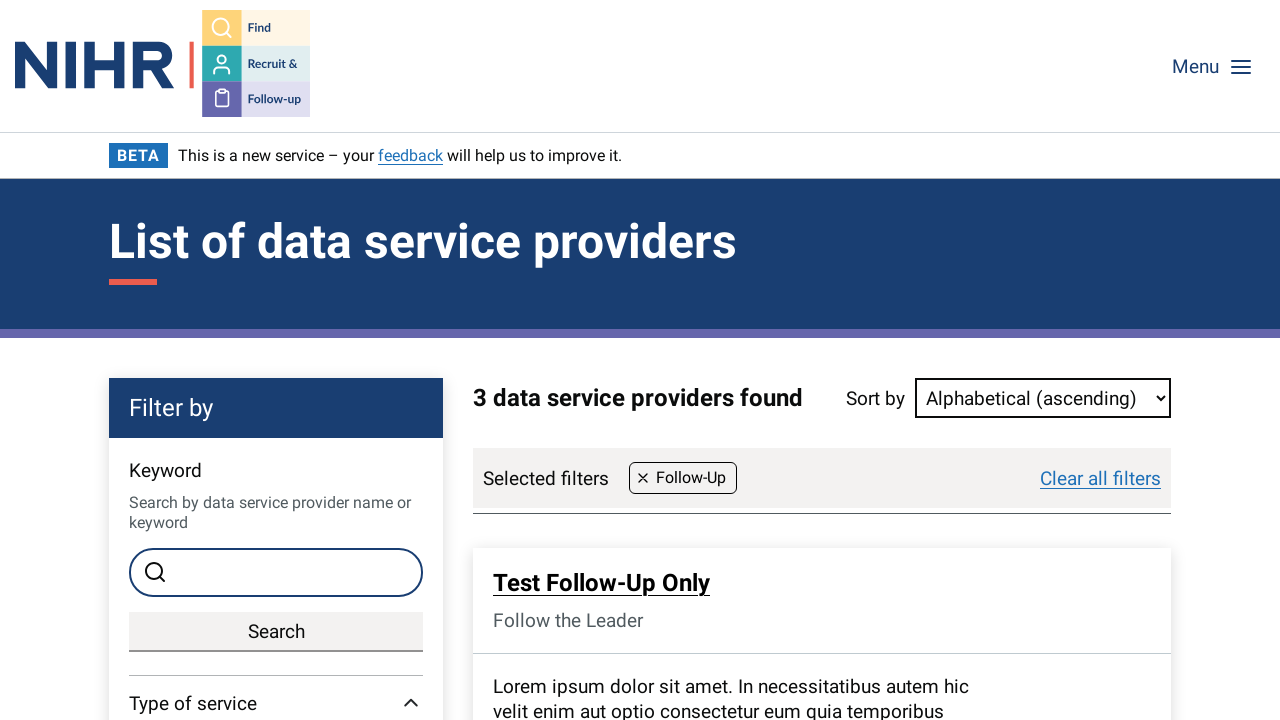 NIHR
Find
Recruit &
Follow-up
Menu
BETA This is a new service – your feedback will help us to improve it.
List of data service providers
Filter by
Keyword
Search by data service provider name or
keyword
Search
Type of service
3 data service providers found
Sort by Alphabetical (ascending)
Selected filters Follow-Up Clear all filters
Test Follow-Up Only
Follow the Leader
Lorem ipsum dolor sit amet. In necessitatibus autem hic
velit enim aut optio consectetur eum quia temporibus